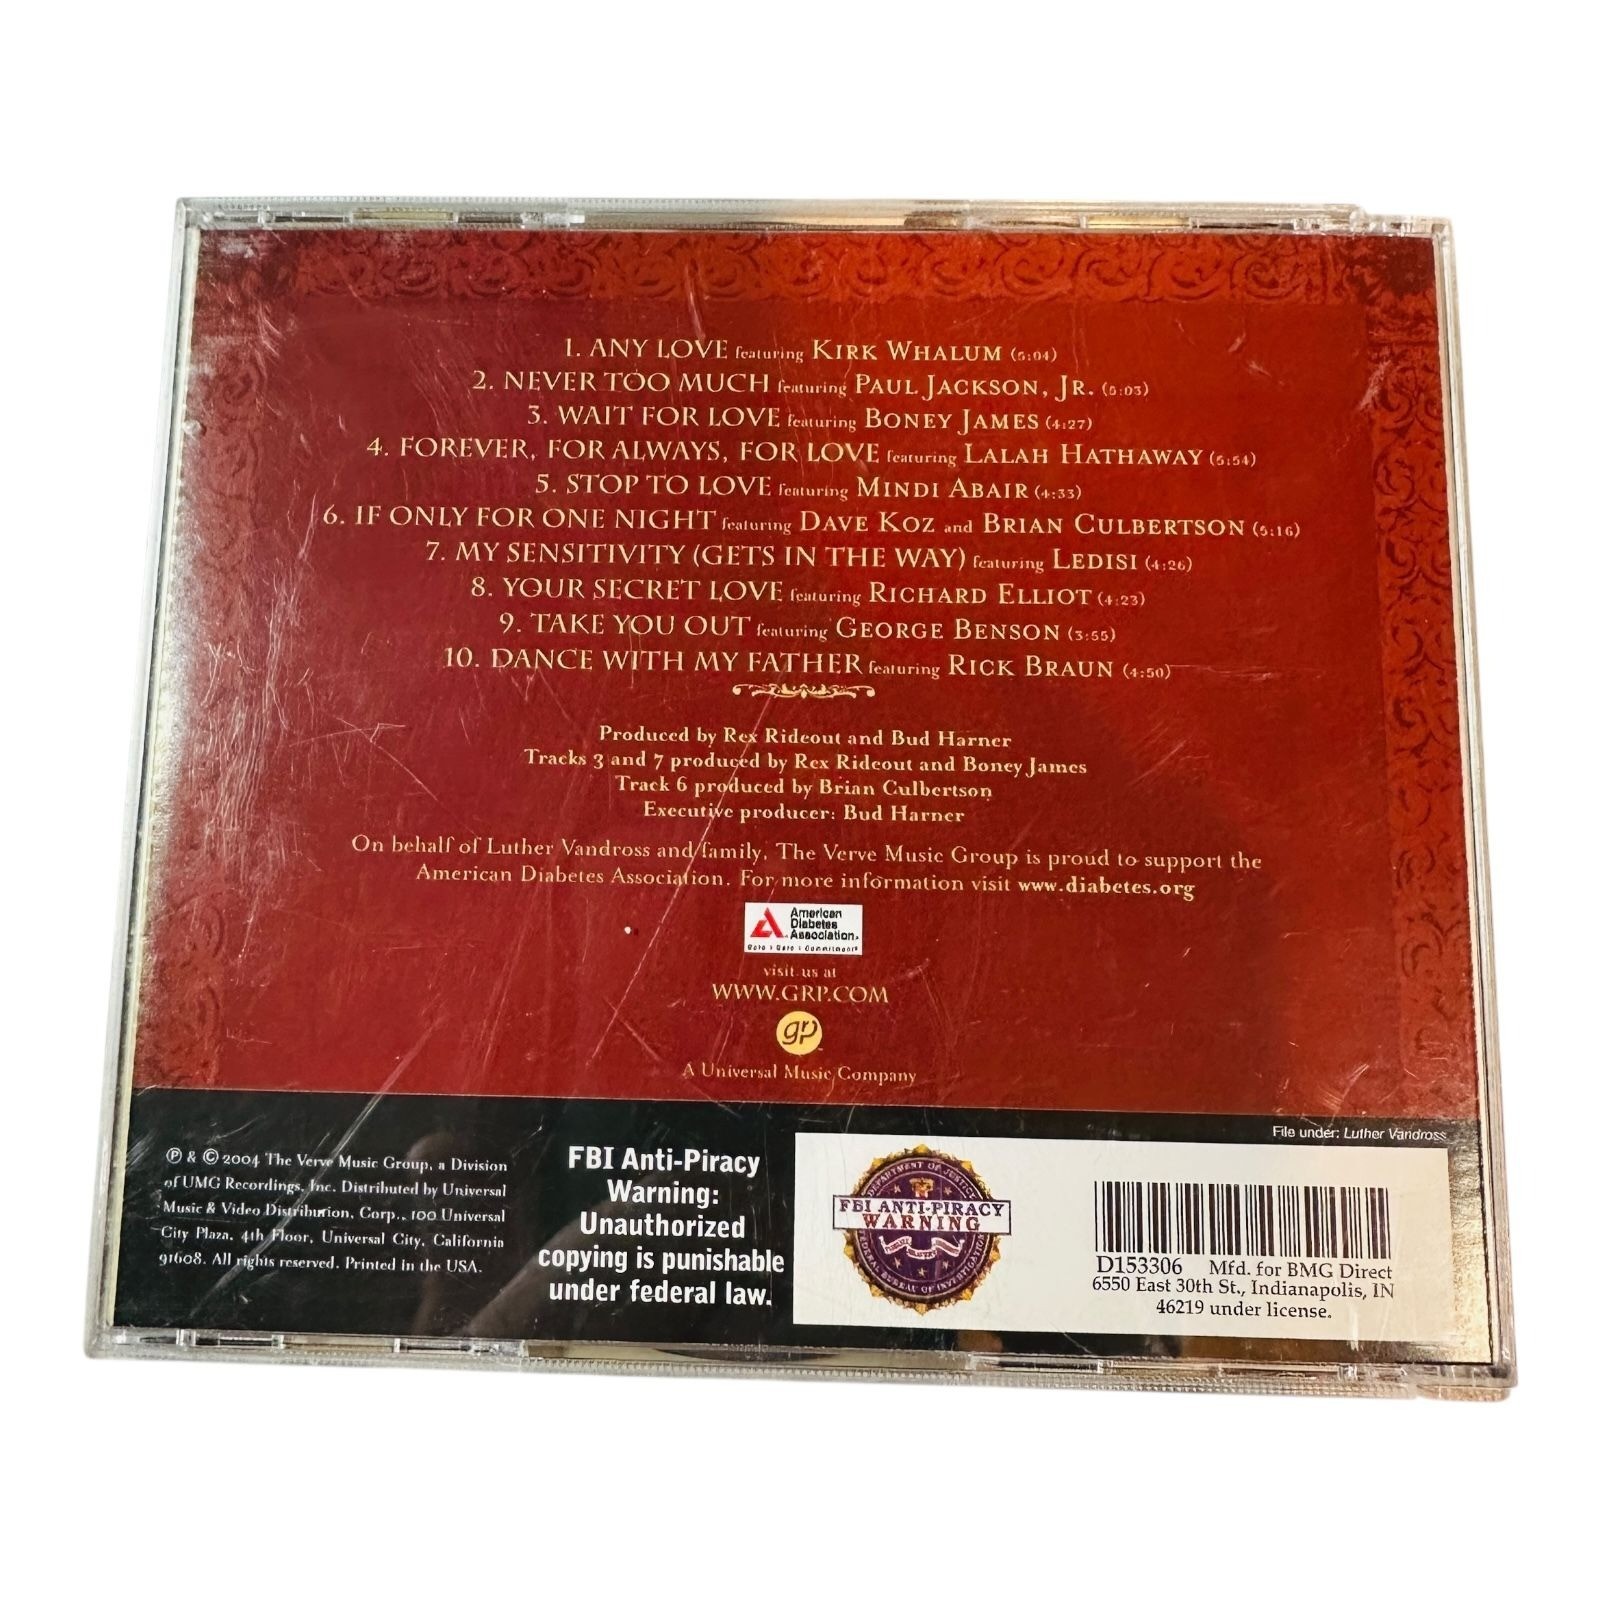 1. ANY LOVE featuring KIRK WHALUM (5:04)
2. NEVER TOO MUCH featuring PAUL JACKSON, JR. (5:03)
3. WAIT FOR LOVE featuring BONEY JAMES (4:27)
4. FOREVER, FOR ALWAYS, FOR LOVE featuring LALAH HATHAWAY (5:54)
5. STOP TO LOVE featuring MINDI ABAIR (4:33)
6. IF ONLY FOR ONE NIGHT featuring DAVE KOZ and BRIAN CULBERTSON (5:16)
7. MY SENSITIVITY (GETS IN THE WAY) featuring LEDISI (4:26)
8. YOUR SECRET LOVE featuring RICHARD ELLIOT (4:23)
9. TAKE YOU OUT featuring GEORGE BENSON (3:55)
10. DANCE WITH MY FATHER featuring RICK BRAUN (4:50)
Produced by Rex Rideout and Bud Harner
Tracks 3 and 7 produced by Rex Rideout and Boney James
Track 6 produced by Brian Culbertson
Executive producer: Bud Harner
On behalf of Luther Vandross and family, The Verve Music Group is proud to support the
American Diabetes Association. For more information visit www.diabetes.org
American
Diabetes
Association.
visit us at
WWW.GRP.COM
grp
A Universal Music Company
File under: Luther Vandross
℗ & © 2004 The Verve Music Group, a Division
of UMG Recordings, Inc. Distributed by Universal
Music & Video Distribution, Corp., 100 Universal
City Plaza, 4th Floor, Universal City, California
91608. All rights reserved. Printed in the USA.
FBI Anti-Piracy
Warning:
Unauthorized
copying is punishable
under federal law.
DEPARTMENT OF JUSTICE
FBI ANTI-PIRACY
WARNING
FEDERAL BUREAU OF INVESTIGATION
D153306 Mfd. for BMG Direct
6550 East 30th St., Indianapolis, IN
46219 under license.